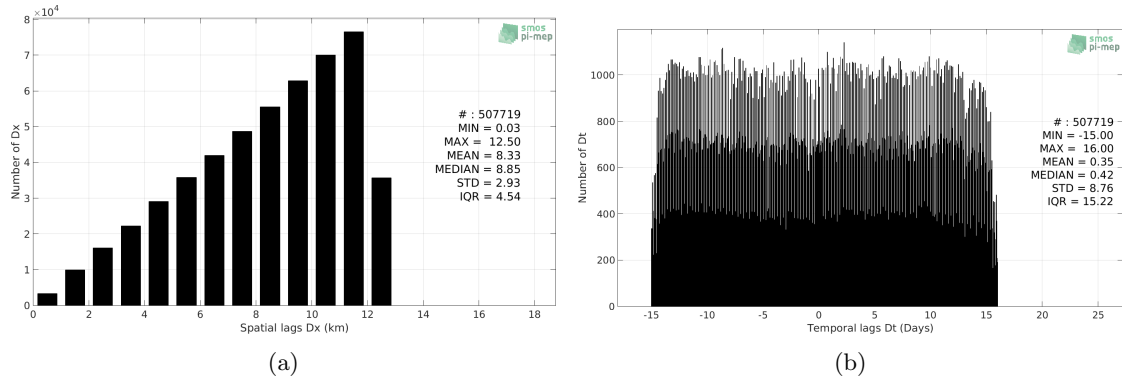 ×10⁴
8
7
6
5
4
3
2
1
0
Number of Dx
smos
pi-mep
# : 507719
MIN = 0.03
MAX = 12.50
MEAN = 8.33
MEDIAN = 8.85
STD = 2.93
IQR = 4.54
0 2 4 6 8 10 12 14 16 18
Spatial lags Dx (km)
(a)
1000
800
600
400
200
0
Number of Dt
smos
pi-mep
# : 507719
MIN = -15.00
MAX = 16.00
MEAN = 0.35
MEDIAN = 0.42
STD = 8.76
IQR = 15.22
-15 -10 -5 0 5 10 15 20 25
Temporal lags Dt (Days)
(b)